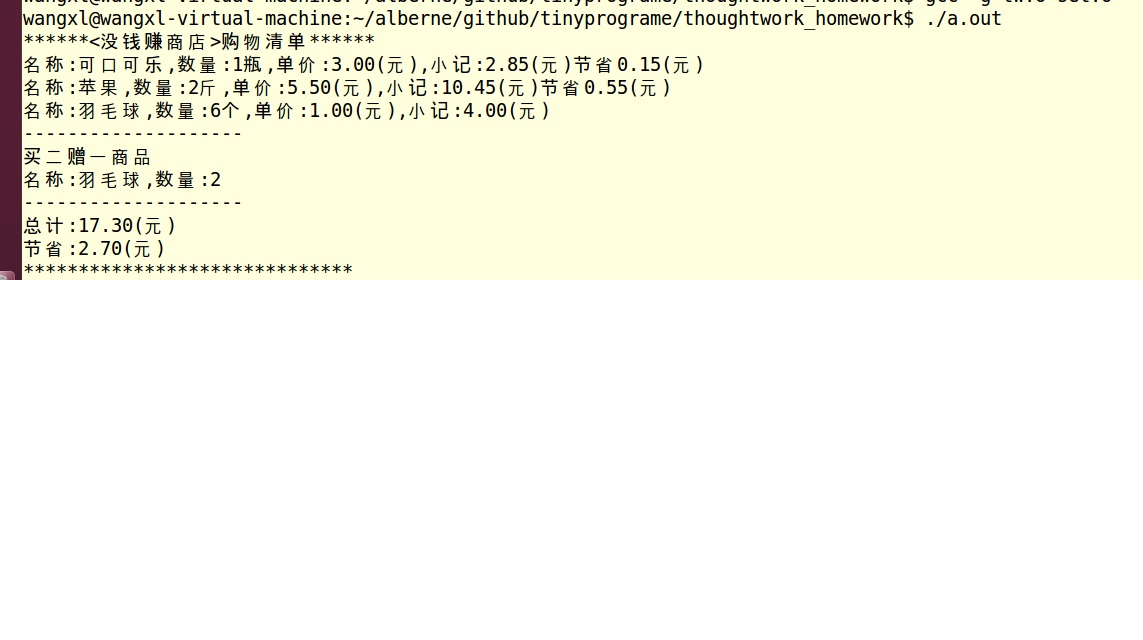 wangxl@wangxl-virtual-machine:~/alberne/github/tinyprograme/thoughtwork_homework$ ./a.out
******<没钱赚商店>购物清单******
名称:可口可乐,数量:1瓶,单价:3.00(元),小记:2.85(元)节省0.15(元)
名称:苹果,数量:2斤,单价:5.50(元),小记:10.45(元)节省0.55(元)
名称:羽毛球,数量:6个,单价:1.00(元),小记:4.00(元)
--------------------
买二赠一商品
名称:羽毛球,数量:2
--------------------
总计:17.30(元)
节省:2.70(元)
******************************